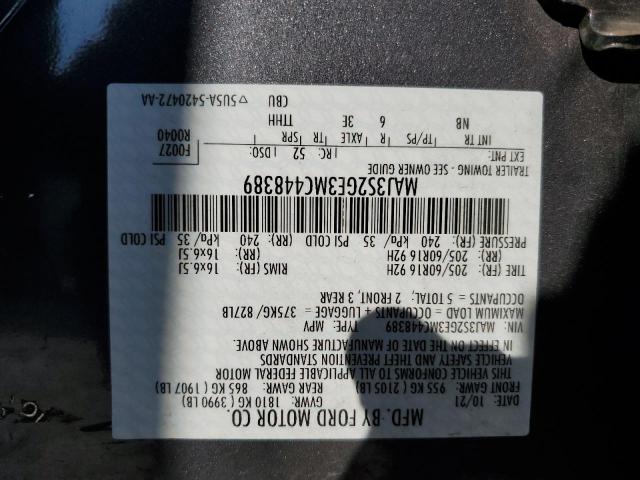 MFD. BY FORD MOTOR CO.
DATE: 10/21 GVWR: 1810 KG ( 3990 LB)
FRONT GAWR: 955 KG ( 2105 LB) REAR GAWR: 865 KG ( 1907 LB)
THIS VEHICLE CONFORMS TO ALL APPLICABLE FEDERAL MOTOR
VEHICLE SAFETY AND THEFT PREVENTION STANDARDS
IN EFFECT ON THE DATE OF MANUFACTURE SHOWN ABOVE.
VIN: MAJ3S2GE3MC448389 TYPE: MPV
MAXIMUM LOAD = OCCUPANTS + LUGGAGE = 375KG/ 827LB
OCCUPANTS = 5 TOTAL, 2 FRONT, 3 REAR
TIRE (FR): 205/60R16 92H RIMS (FR): 16x6.5J
(RR): 205/60R16 92H (RR): 16x6.5J
PRESSURE (FR): 240 kPa/ 35 PSI COLD (RR): 240 kPa/ 35 PSI COLD
MAJ3S2GE3MC448389
TRAILER TOWING - SEE OWNER GUIDE
EXT PNT: RC: 52 DSO: F0027
R0040
INT TR TP/PS R AXLE TR SPR
NB 6 3E TTHH
CBU
5U5A-5420472-AA